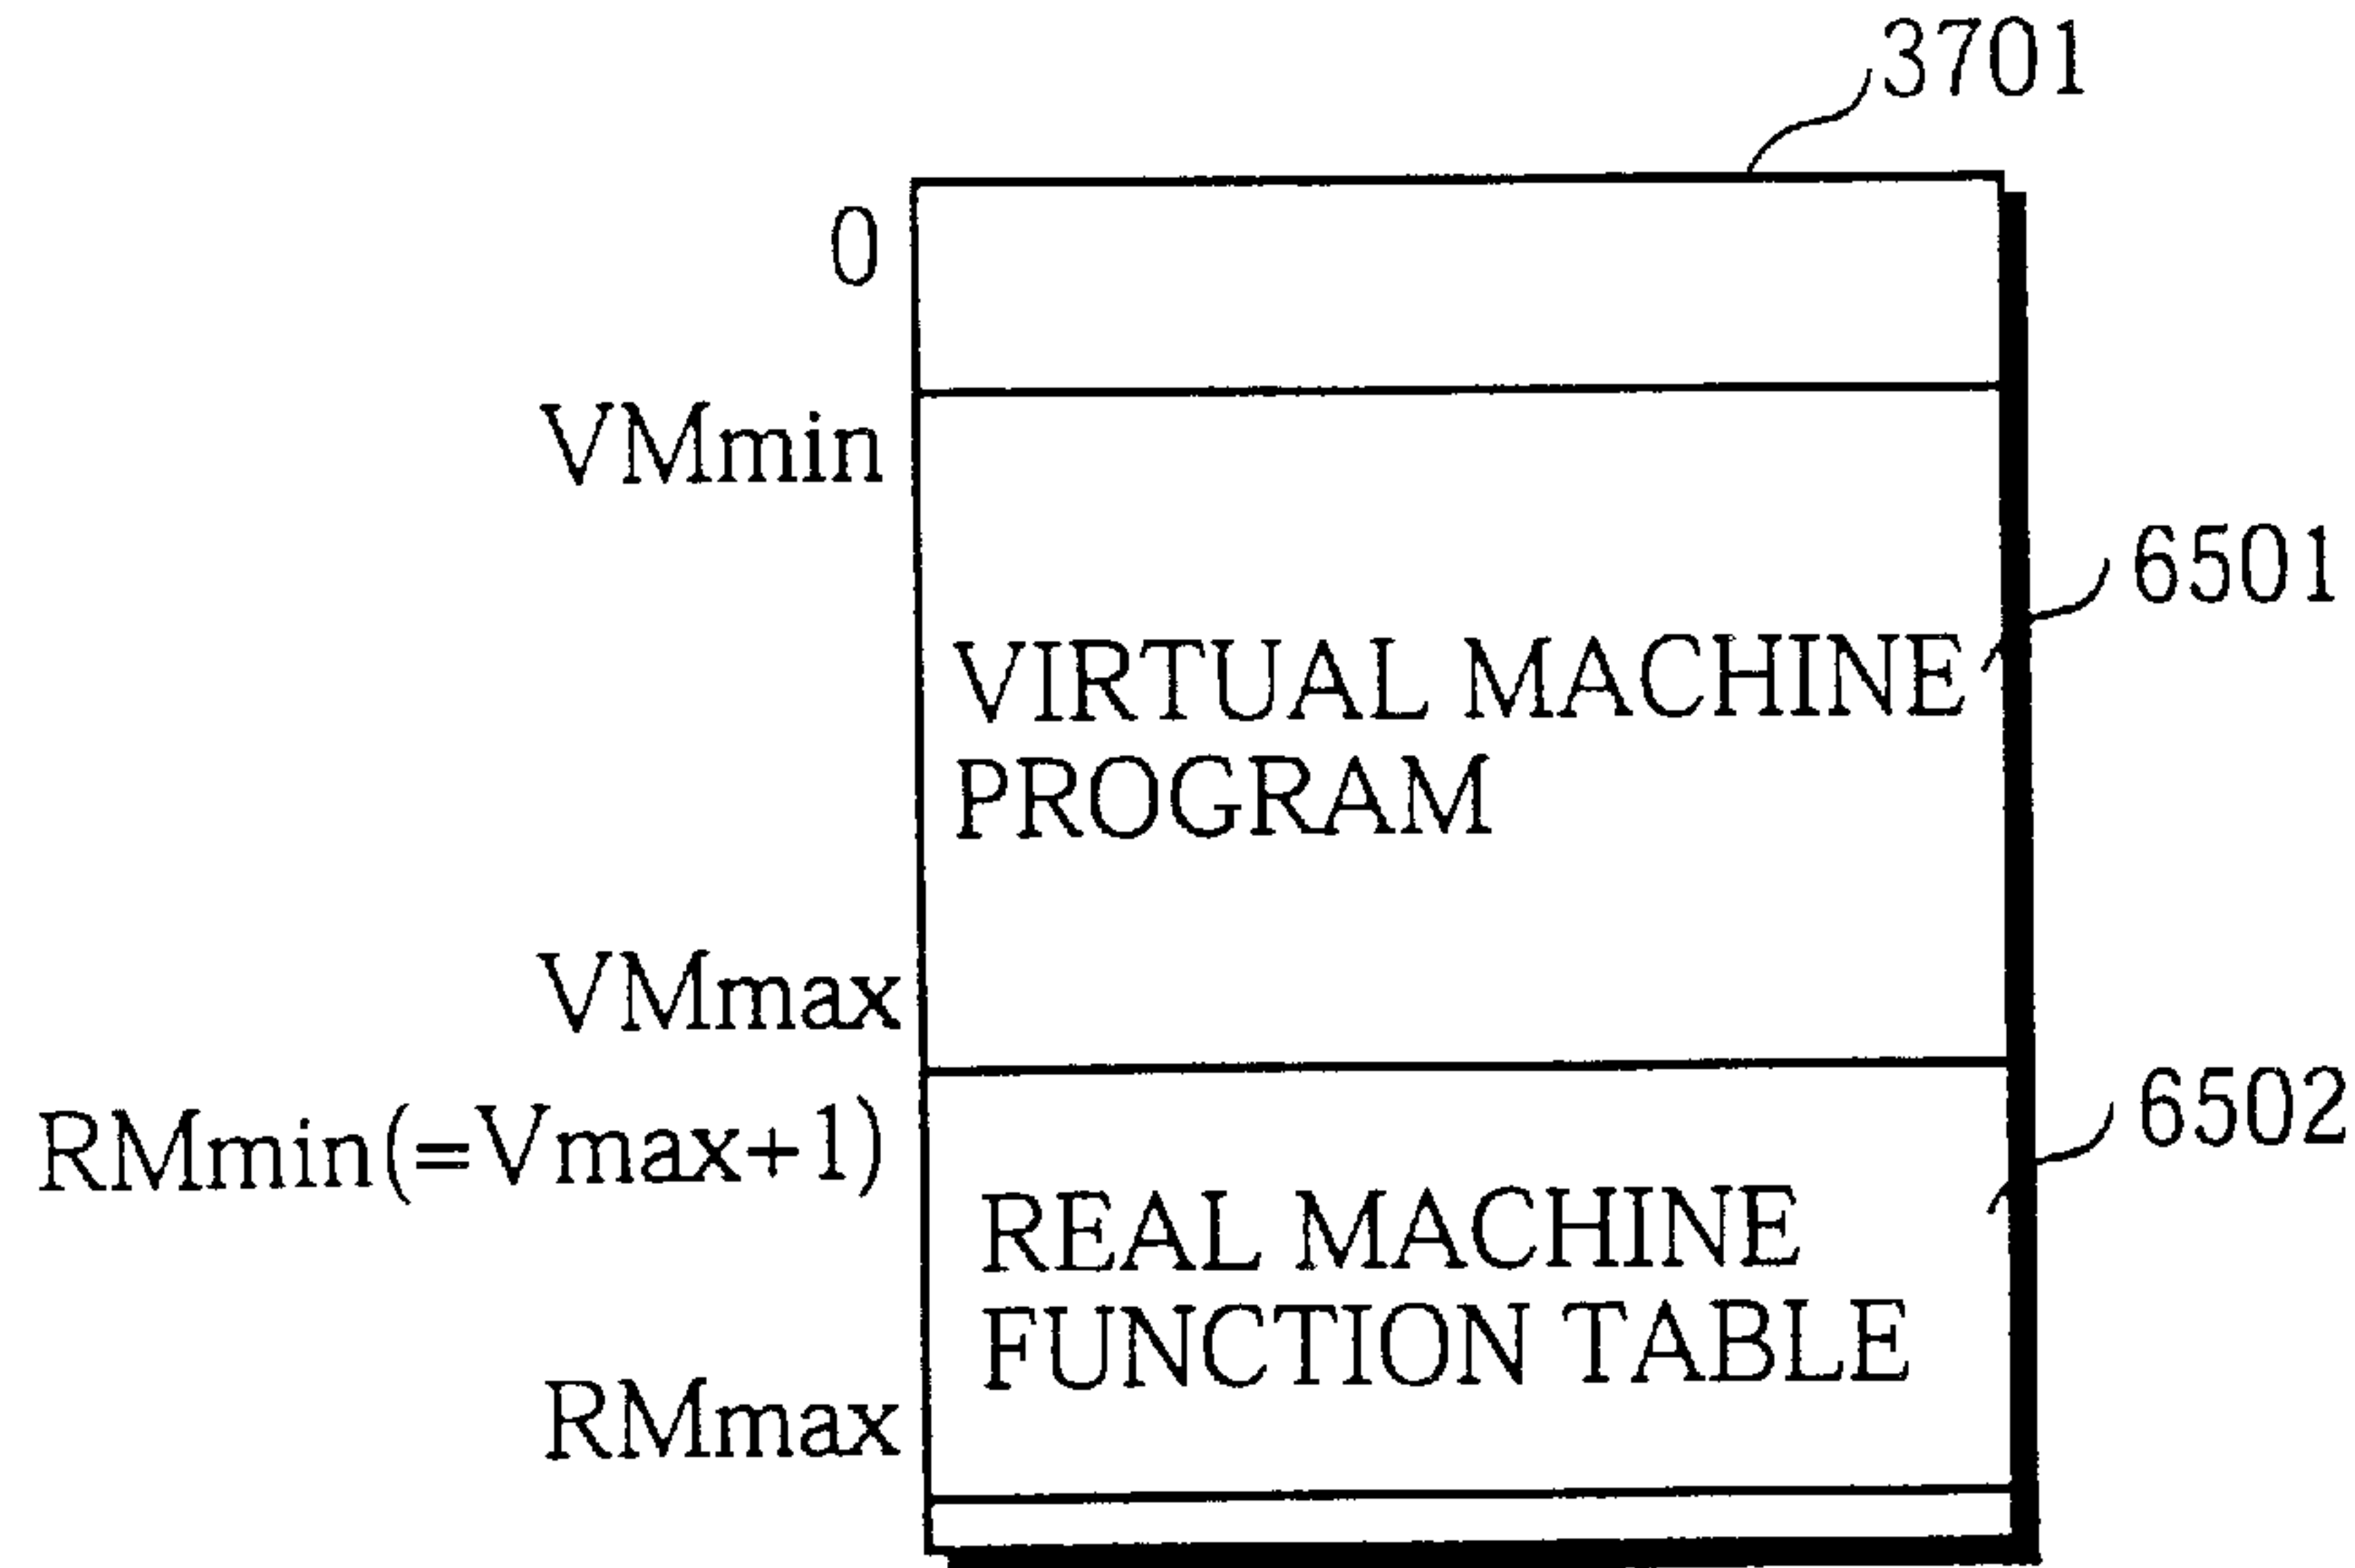 3701
0
VMmin
6501
VIRTUAL MACHINE
PROGRAM
VMmax
RMmin(=Vmax+1)
6502
REAL MACHINE
FUNCTION TABLE
RMmax